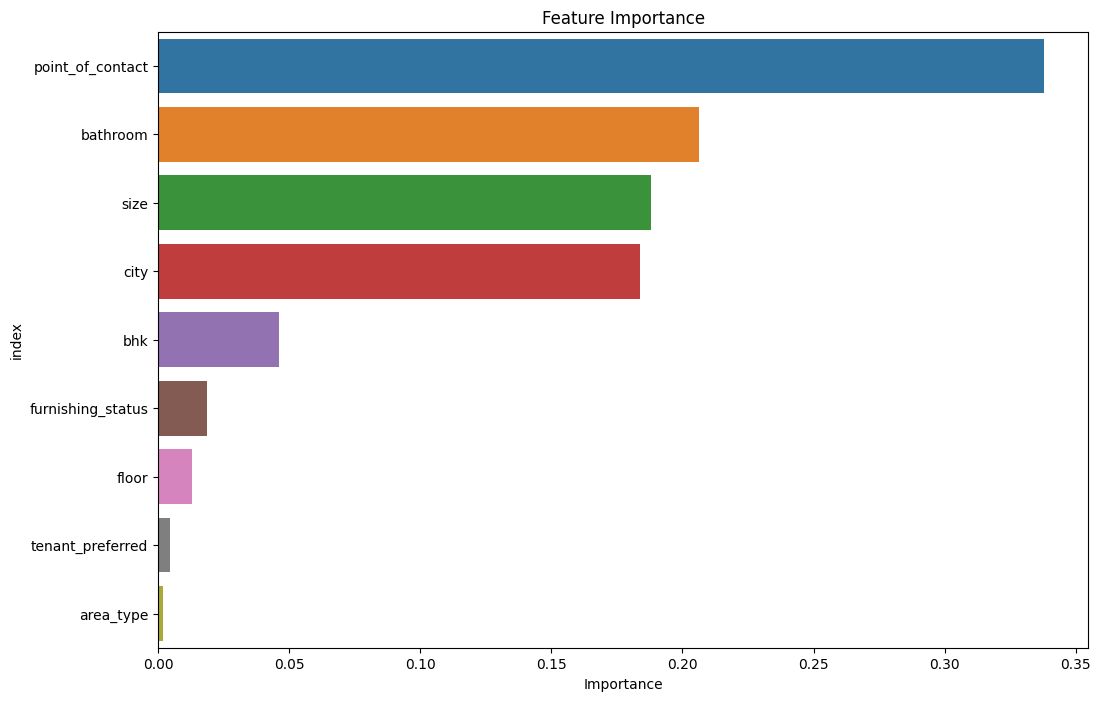 Feature Importance
point_of_contact
bathroom
size
city
bhk
furnishing_status
floor
tenant_preferred
area_type
index
0.00 0.05 0.10 0.15 0.20 0.25 0.30 0.35
Importance